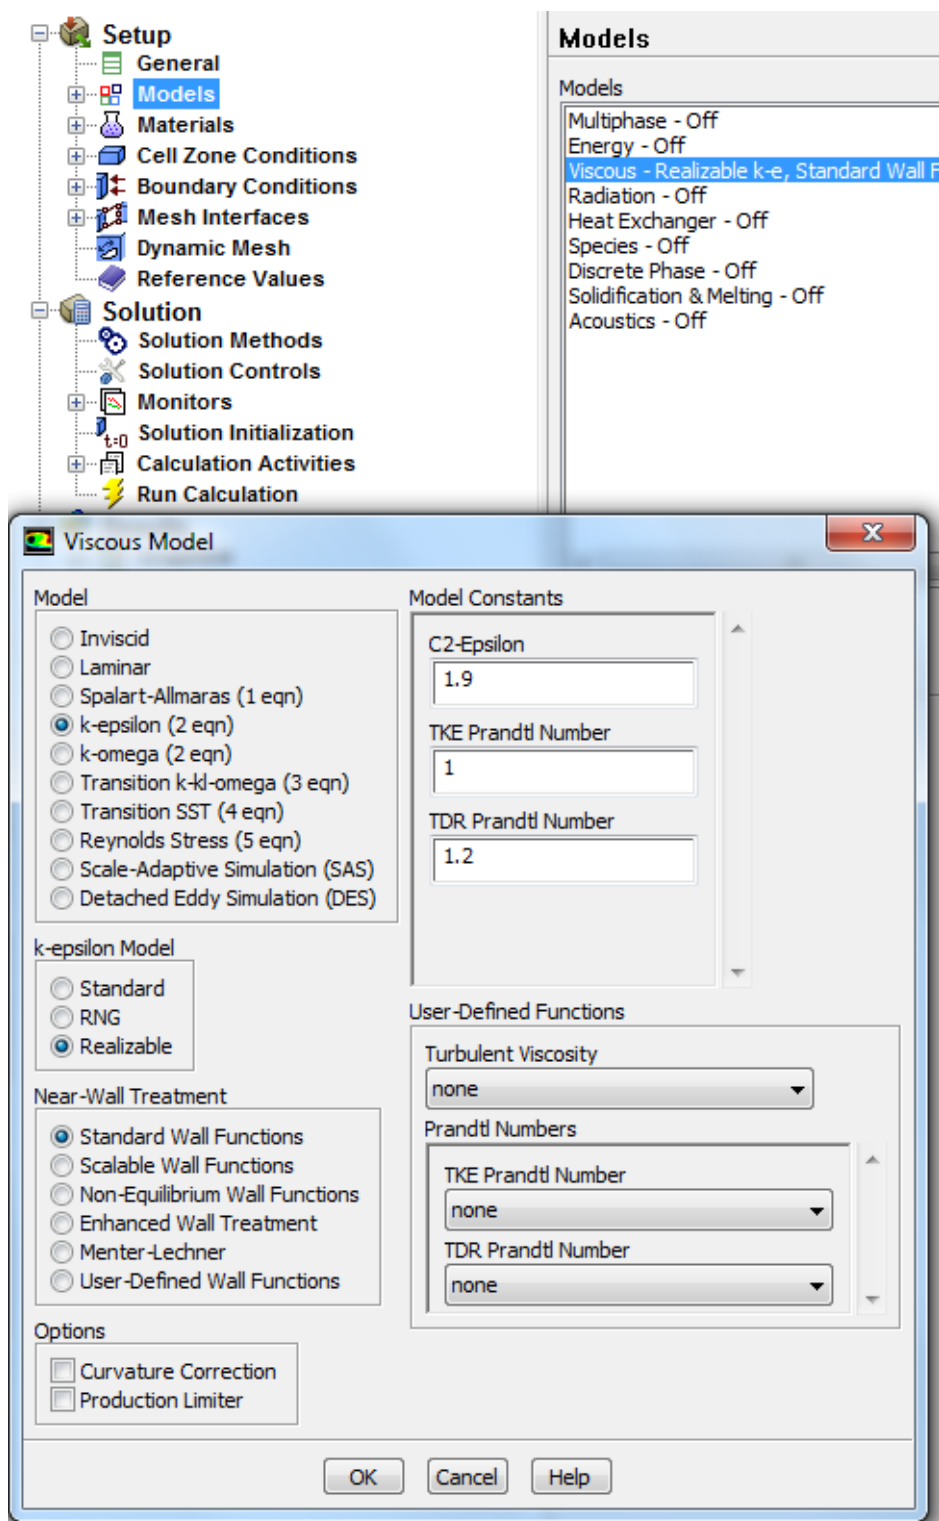 Setup
General
Models
Materials
Cell Zone Conditions
Boundary Conditions
Mesh Interfaces
Dynamic Mesh
Reference Values
Solution
Solution Methods
Solution Controls
Monitors
t=0 Solution Initialization
Calculation Activities
Run Calculation
Models
Models
Multiphase - Off
Energy - Off
Viscous - Realizable k-e, Standard Wall F
Radiation - Off
Heat Exchanger - Off
Species - Off
Discrete Phase - Off
Solidification & Melting - Off
Acoustics - Off
Viscous Model
Model
Inviscid
Laminar
Spalart-Allmaras (1 eqn)
k-epsilon (2 eqn)
k-omega (2 eqn)
Transition k-kl-omega (3 eqn)
Transition SST (4 eqn)
Reynolds Stress (5 eqn)
Scale-Adaptive Simulation (SAS)
Detached Eddy Simulation (DES)
k-epsilon Model
Standard
RNG
Realizable
Near-Wall Treatment
Standard Wall Functions
Scalable Wall Functions
Non-Equilibrium Wall Functions
Enhanced Wall Treatment
Menter-Lechner
User-Defined Wall Functions
Options
Curvature Correction
Production Limiter
Model Constants
C2-Epsilon
1.9
TKE Prandtl Number
1
TDR Prandtl Number
1.2
User-Defined Functions
Turbulent Viscosity
none
Prandtl Numbers
TKE Prandtl Number
none
TDR Prandtl Number
none
OK
Cancel
Help